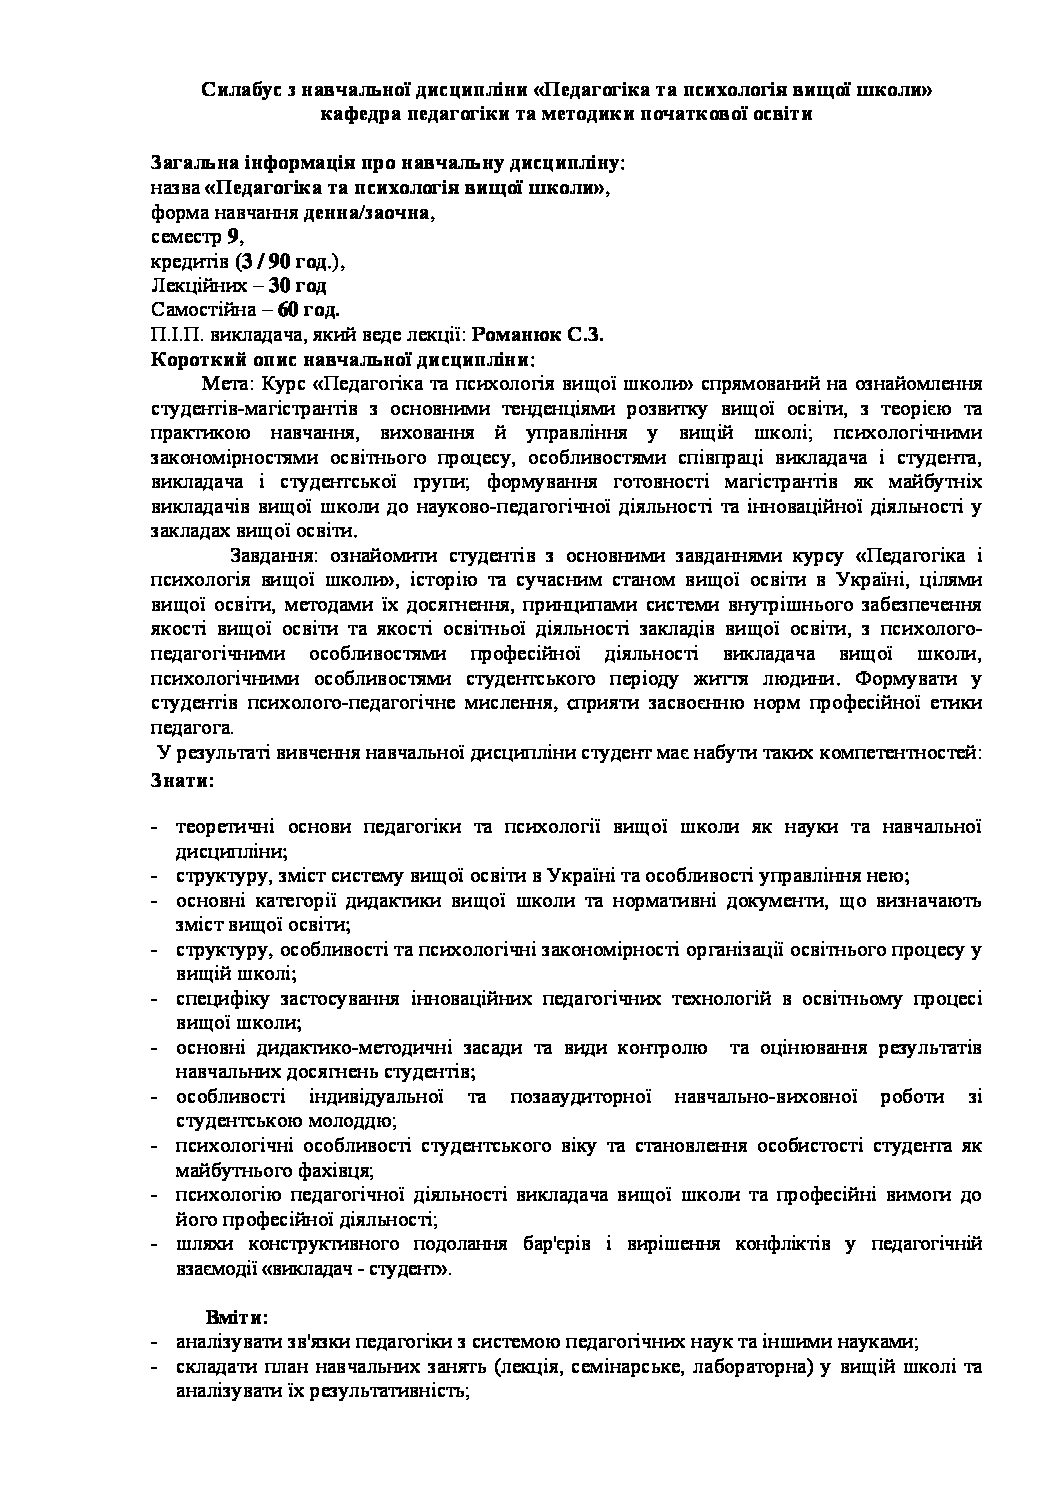 Силабус з навчальної дисципліни «Педагогіка та психологія вищої школи»
кафедра педагогіки та методики початкової освіти
Загальна інформація про навчальну дисципліну:
назва «Педагогіка та психологія вищої школи»,
форма навчання денна/заочна,
семестр 9,
кредитів (3 / 90 год.),
Лекційних – 30 год
Самостійна – 60 год.
П.І.П. викладача, який веде лекції: Романюк С.З.
Короткий опис навчальної дисципліни:
Мета: Курс «Педагогіка та психологія вищої школи» спрямований на ознайомлення
студентів-магістрантів з основними тенденціями розвитку вищої освіти, з теорією та
практикою навчання, виховання й управління у вищій школі; психологічними
закономірностями освітнього процесу, особливостями співпраці викладача і студента,
викладача і студентської групи; формування готовності магістрантів як майбутніх
викладачів вищої школи до науково-педагогічної діяльності та інноваційної діяльності у
закладах вищої освіти.
Завдання: ознайомити студентів з основними завданнями курсу «Педагогіка і
психологія вищої школи», історію та сучасним станом вищої освіти в Україні, цілями
вищої освіти, методами їх досягнення, принципами системи внутрішнього забезпечення
якості вищої освіти та якості освітньої діяльності закладів вищої освіти, з психолого-
педагогічними особливостями професійної діяльності викладача вищої школи,
психологічними особливостями студентського періоду життя людини. Формувати у
студентів психолого-педагогічне мислення, сприяти засвоєнню норм професійної етики
педагога.
У результаті вивчення навчальної дисципліни студент має набути таких компетентностей:
Знати:
- теоретичні основи педагогіки та психології вищої школи як науки та навчальної
дисципліни;
- структуру, зміст систему вищої освіти в Україні та особливості управління нею;
- основні категорії дидактики вищої школи та нормативні документи, що визначають
зміст вищої освіти;
- структуру, особливості та психологічні закономірності організації освітнього процесу у
вищій школі;
- специфіку застосування інноваційних педагогічних технологій в освітньому процесі
вищої школи;
- основні дидактико-методичні засади та види контролю та оцінювання результатів
навчальних досягнень студентів;
- особливості індивідуальної та позааудиторної навчально-виховної роботи зі
студентською молоддю;
- психологічні особливості студентського віку та становлення особистості студента як
майбутнього фахівця;
- психологію педагогічної діяльності викладача вищої школи та професійні вимоги до
його професійної діяльності;
- шляхи конструктивного подолання бар'єрів і вирішення конфліктів у педагогічній
взаємодії «викладач - студент».
Вміти:
- аналізувати зв'язки педагогіки з системою педагогічних наук та іншими науками;
- складати план навчальних занять (лекція, семінарське, лабораторна) у вищій школі та
аналізувати їх результативність;